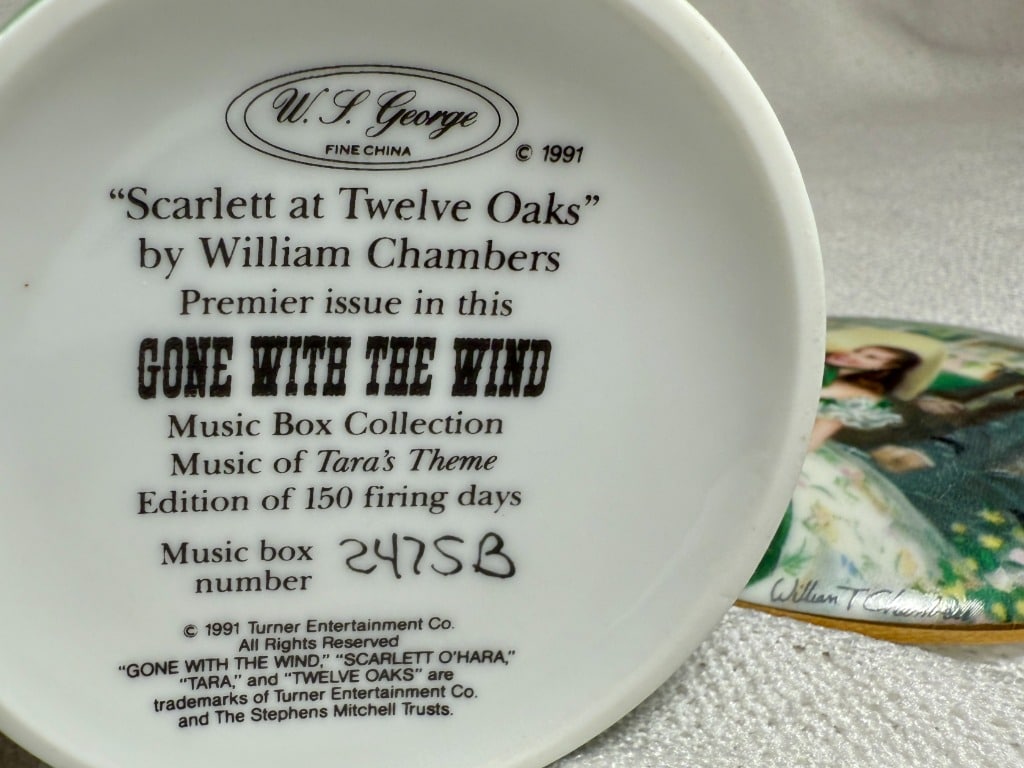 W. S. George
FINE CHINA
© 1991
“Scarlett at Twelve Oaks”
by William Chambers
Premier issue in this
GONE WITH THE WIND
Music Box Collection
Music of Tara’s Theme
Edition of 150 firing days
Music box
number
2475B
© 1991 Turner Entertainment Co.
All Rights Reserved
“GONE WITH THE WIND,” “SCARLETT O’HARA,”
“TARA,” and “TWELVE OAKS” are
trademarks of Turner Entertainment Co.
and The Stephens Mitchell Trusts.
William T Chambers